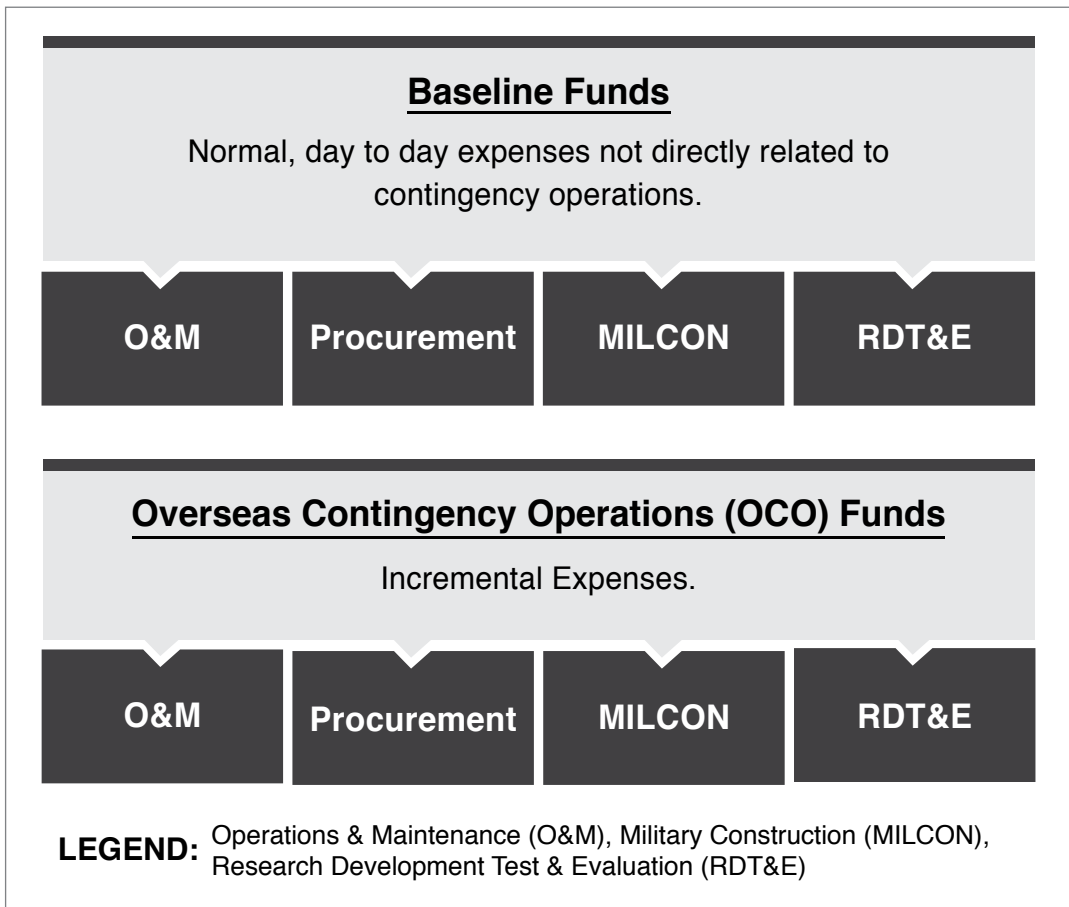 Baseline Funds
Normal, day to day expenses not directly related to
contingency operations.
O&M
Procurement
MILCON
RDT&E
Overseas Contingency Operations (OCO) Funds
Incremental Expenses.
O&M
Procurement
MILCON
RDT&E
LEGEND: Operations & Maintenance (O&M), Military Construction (MILCON),
Research Development Test & Evaluation (RDT&E)